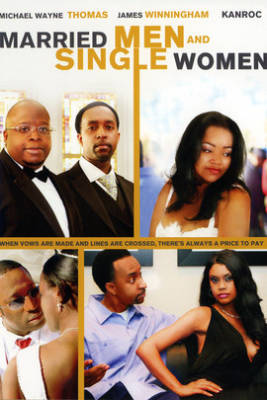 MICHAEL WAYNE THOMAS JAMES WINNINGHAM KANROC
MARRIED MEN AND
SINGLE WOMEN
WHEN VOWS ARE MADE AND LINES ARE CROSSED, THERE'S ALWAYS A PRICE TO PAY